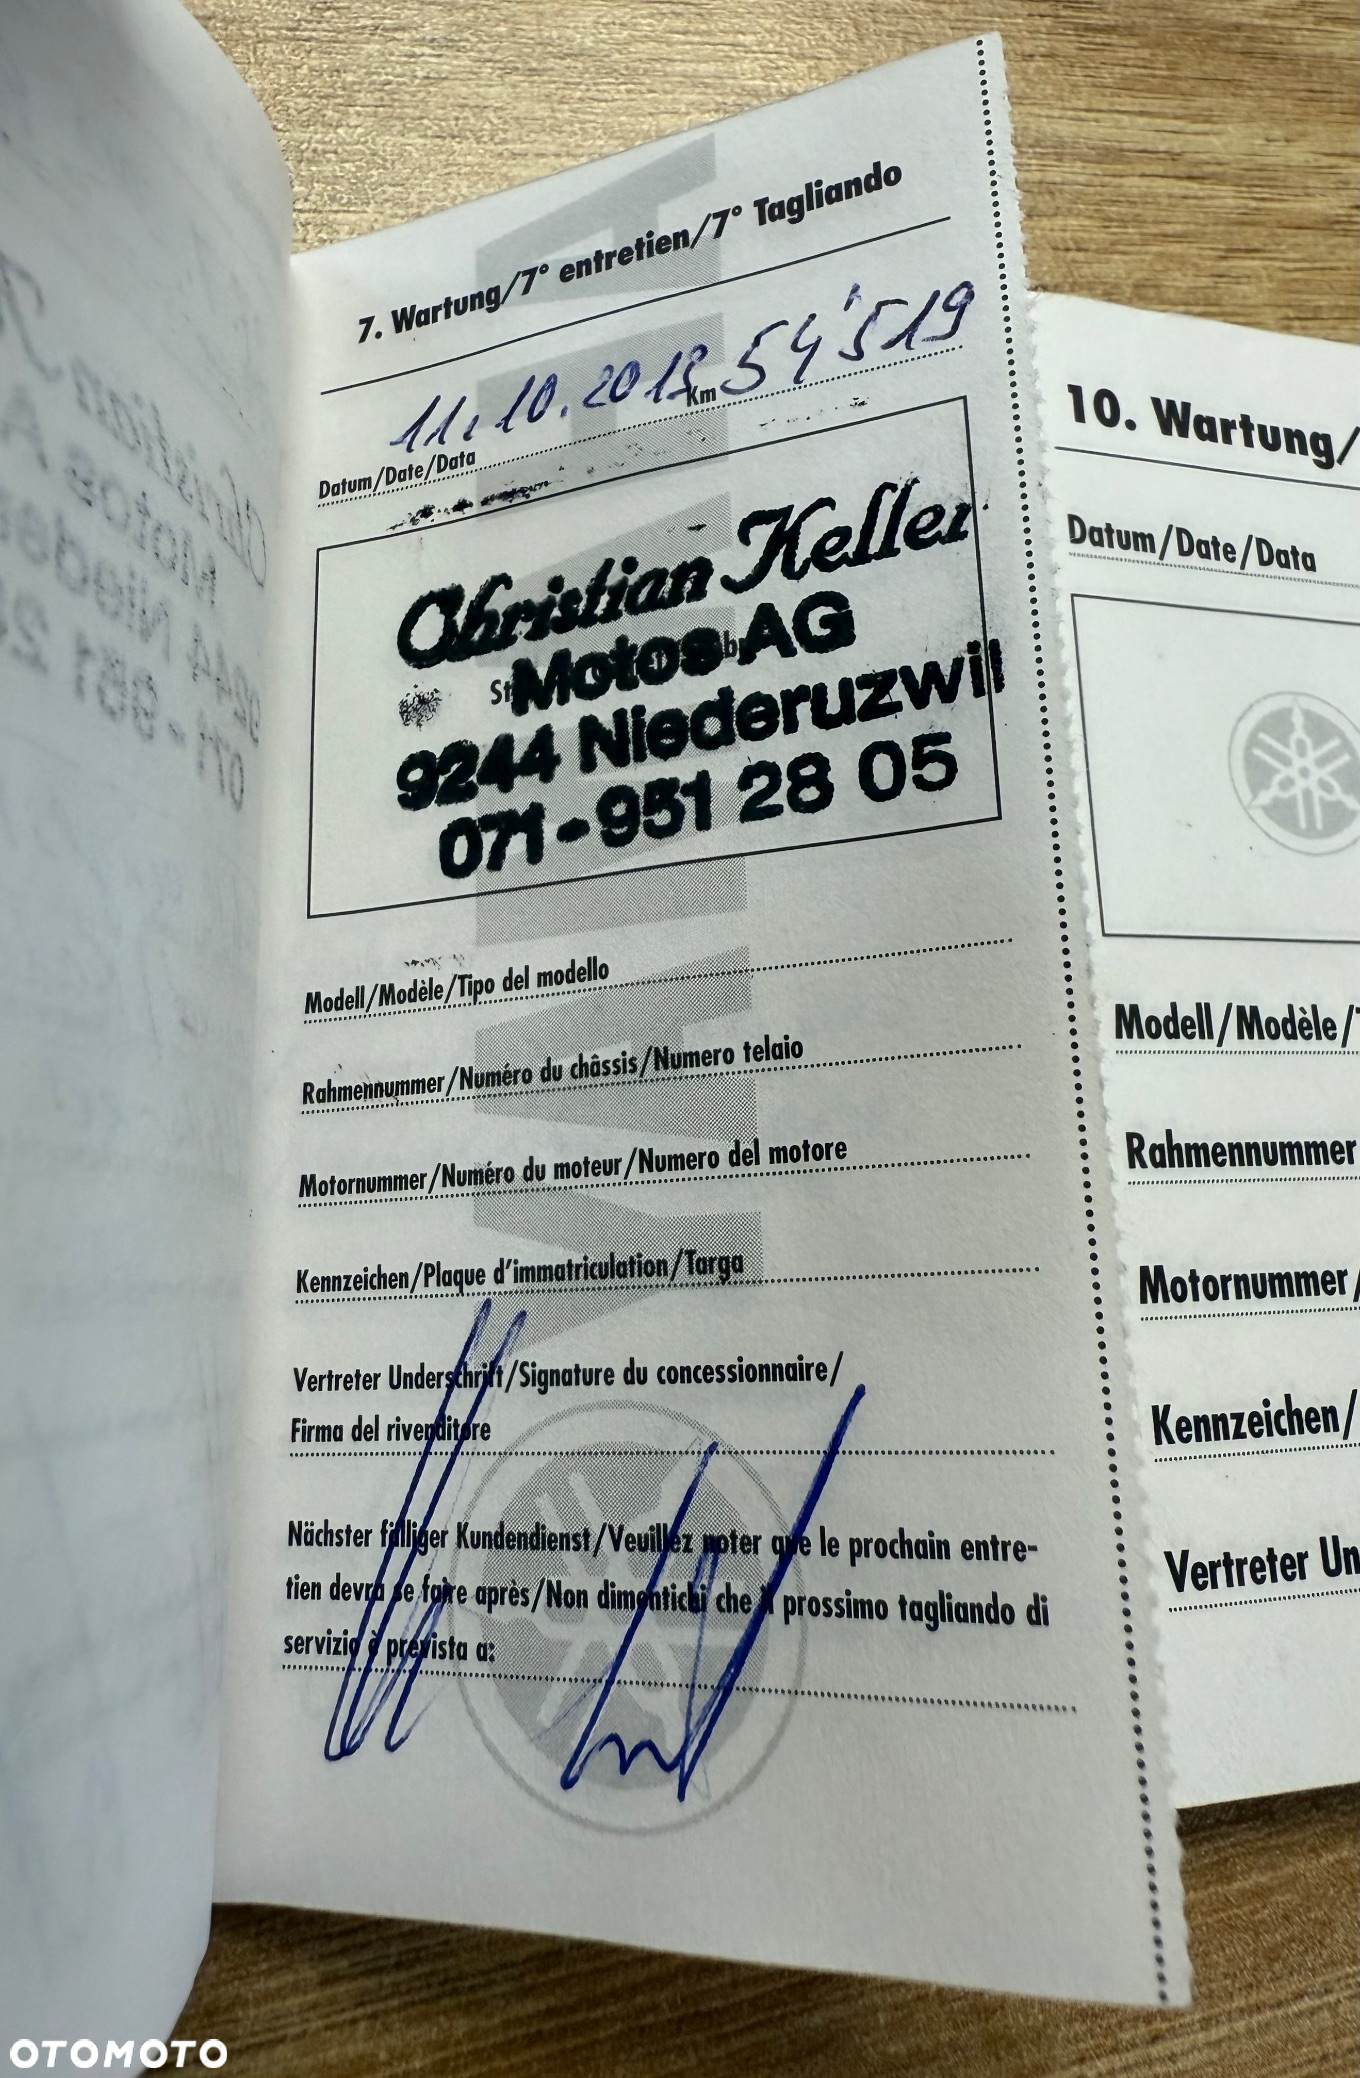 7. Wartung/7° entretien/7° Tagliando
11.10.2018 Km 54'519
Datum/Date/Data
Christian Keller
Motos AG
9244 Niederuzwil
071-951 28 05
Modell/Modèle/Tipo del modello
Rahmennummer/Numéro du châssis/Numero telaio
Motornummer/Numéro du moteur/Numero del motore
Kennzeichen/Plaque d'immatriculation/Targa
Vertreter Underschrift/Signature du concessionnaire/
Firma del rivenditore
Nächster fälliger Kundendienst/Veuillez noter que le prochain entre-
tien devra se faire après/Non dimentichi che il prossimo tagliando di
servizio è prevista a:
10. Wartung/
Datum/Date/Data
Modell/Modèle/
Rahmennummer
Motornummer/
Kennzeichen/
Vertreter Un
YAMAHA
OTOMOTO